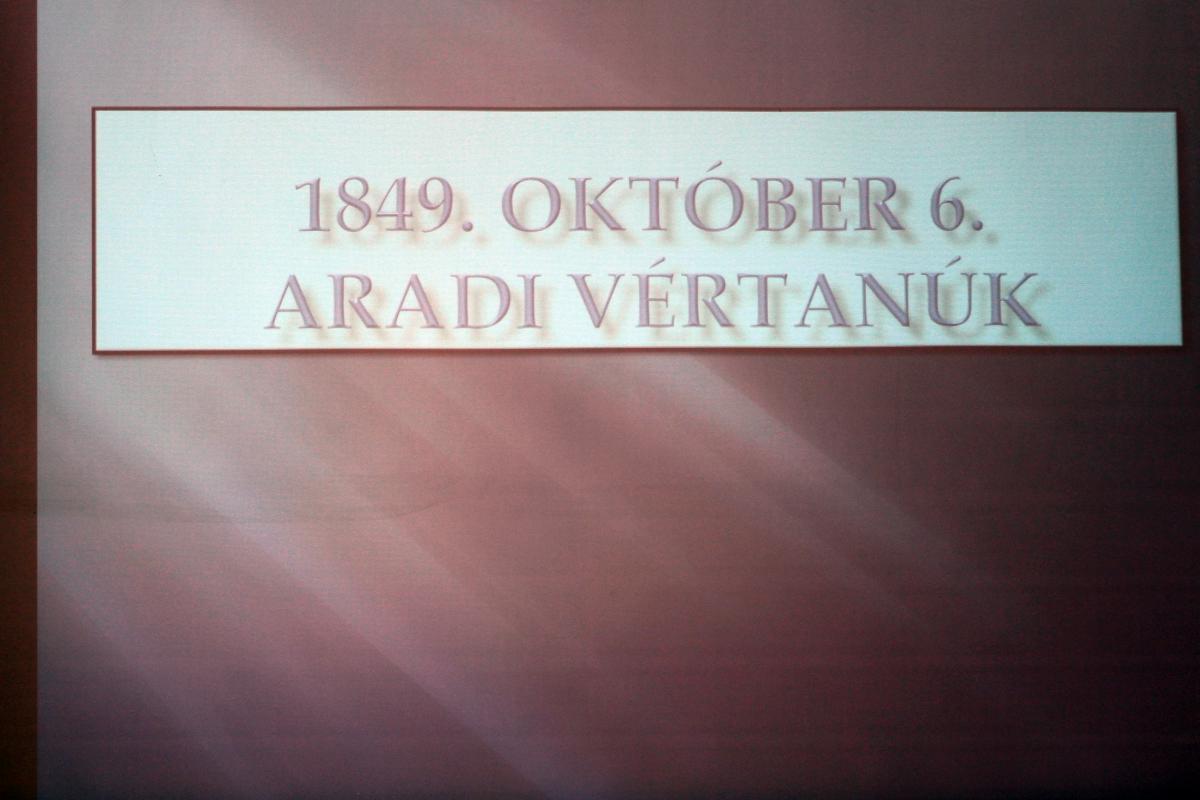 1849. OKTÓBER 6.
ARADI VÉRTANÚK